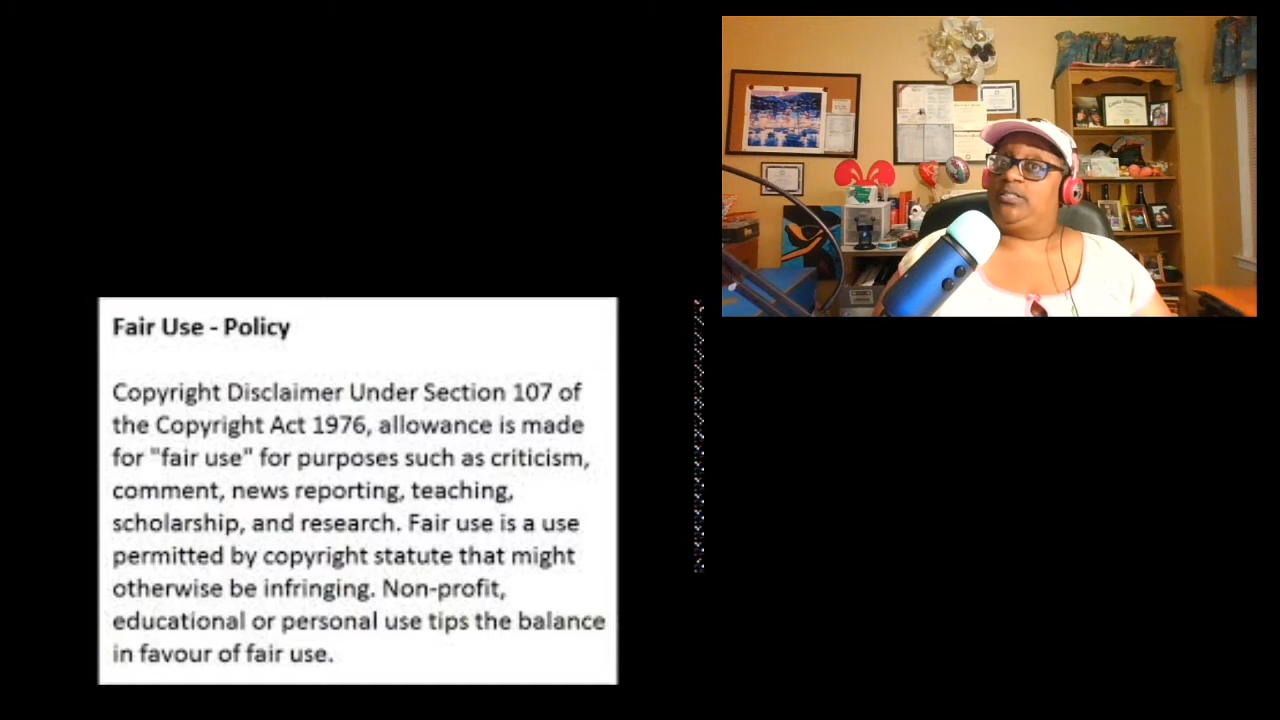 Fair Use - Policy
Copyright Disclaimer Under Section 107 of
the Copyright Act 1976, allowance is made
for "fair use" for purposes such as criticism,
comment, news reporting, teaching,
scholarship, and research. Fair use is a use
permitted by copyright statute that might
otherwise be infringing. Non-profit,
educational or personal use tips the balance
in favour of fair use.